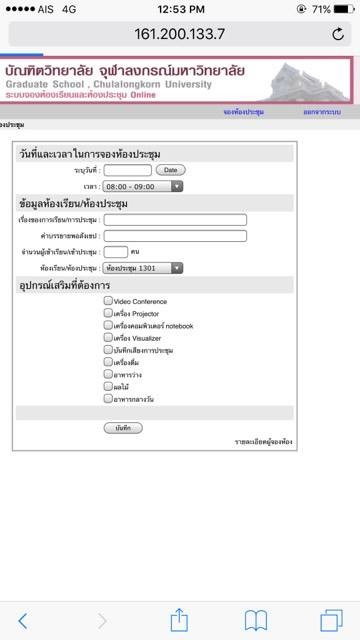 AIS 4G 12:53 PM 71%
161.200.133.7
บัณฑิตวิทยาลัย จุฬาลงกรณ์มหาวิทยาลัย
Graduate School , Chulalongkorn University
ระบบจองห้องเรียนและห้องประชุม Online
จองห้องประชุม ออกจากระบบ
องประชุม
วันที่และเวลาในการจองห้องประชุม
ระบุวันที่ : Date
เวลา : 08:00 - 09:00
ข้อมูลห้องเรียน/ห้องประชุม
เรื่องของการเรียน/การประชุม :
คำบรรยายพอสังเขป :
จำนวนผู้เข้าเรียน/เข้าประชุม : คน
ห้องเรียน/ห้องประชุม : ห้องประชุม 1301
อุปกรณ์เสริมที่ต้องการ
Video Conference
เครื่อง Projector
เครื่องคอมพิวเตอร์ notebook
เครื่อง Visualizer
บันทึกเสียงการประชุม
เครื่องดื่ม
อาหารว่าง
ผลไม้
อาหารกลางวัน
บันทึก
รายละเอียดผู้จองห้อง